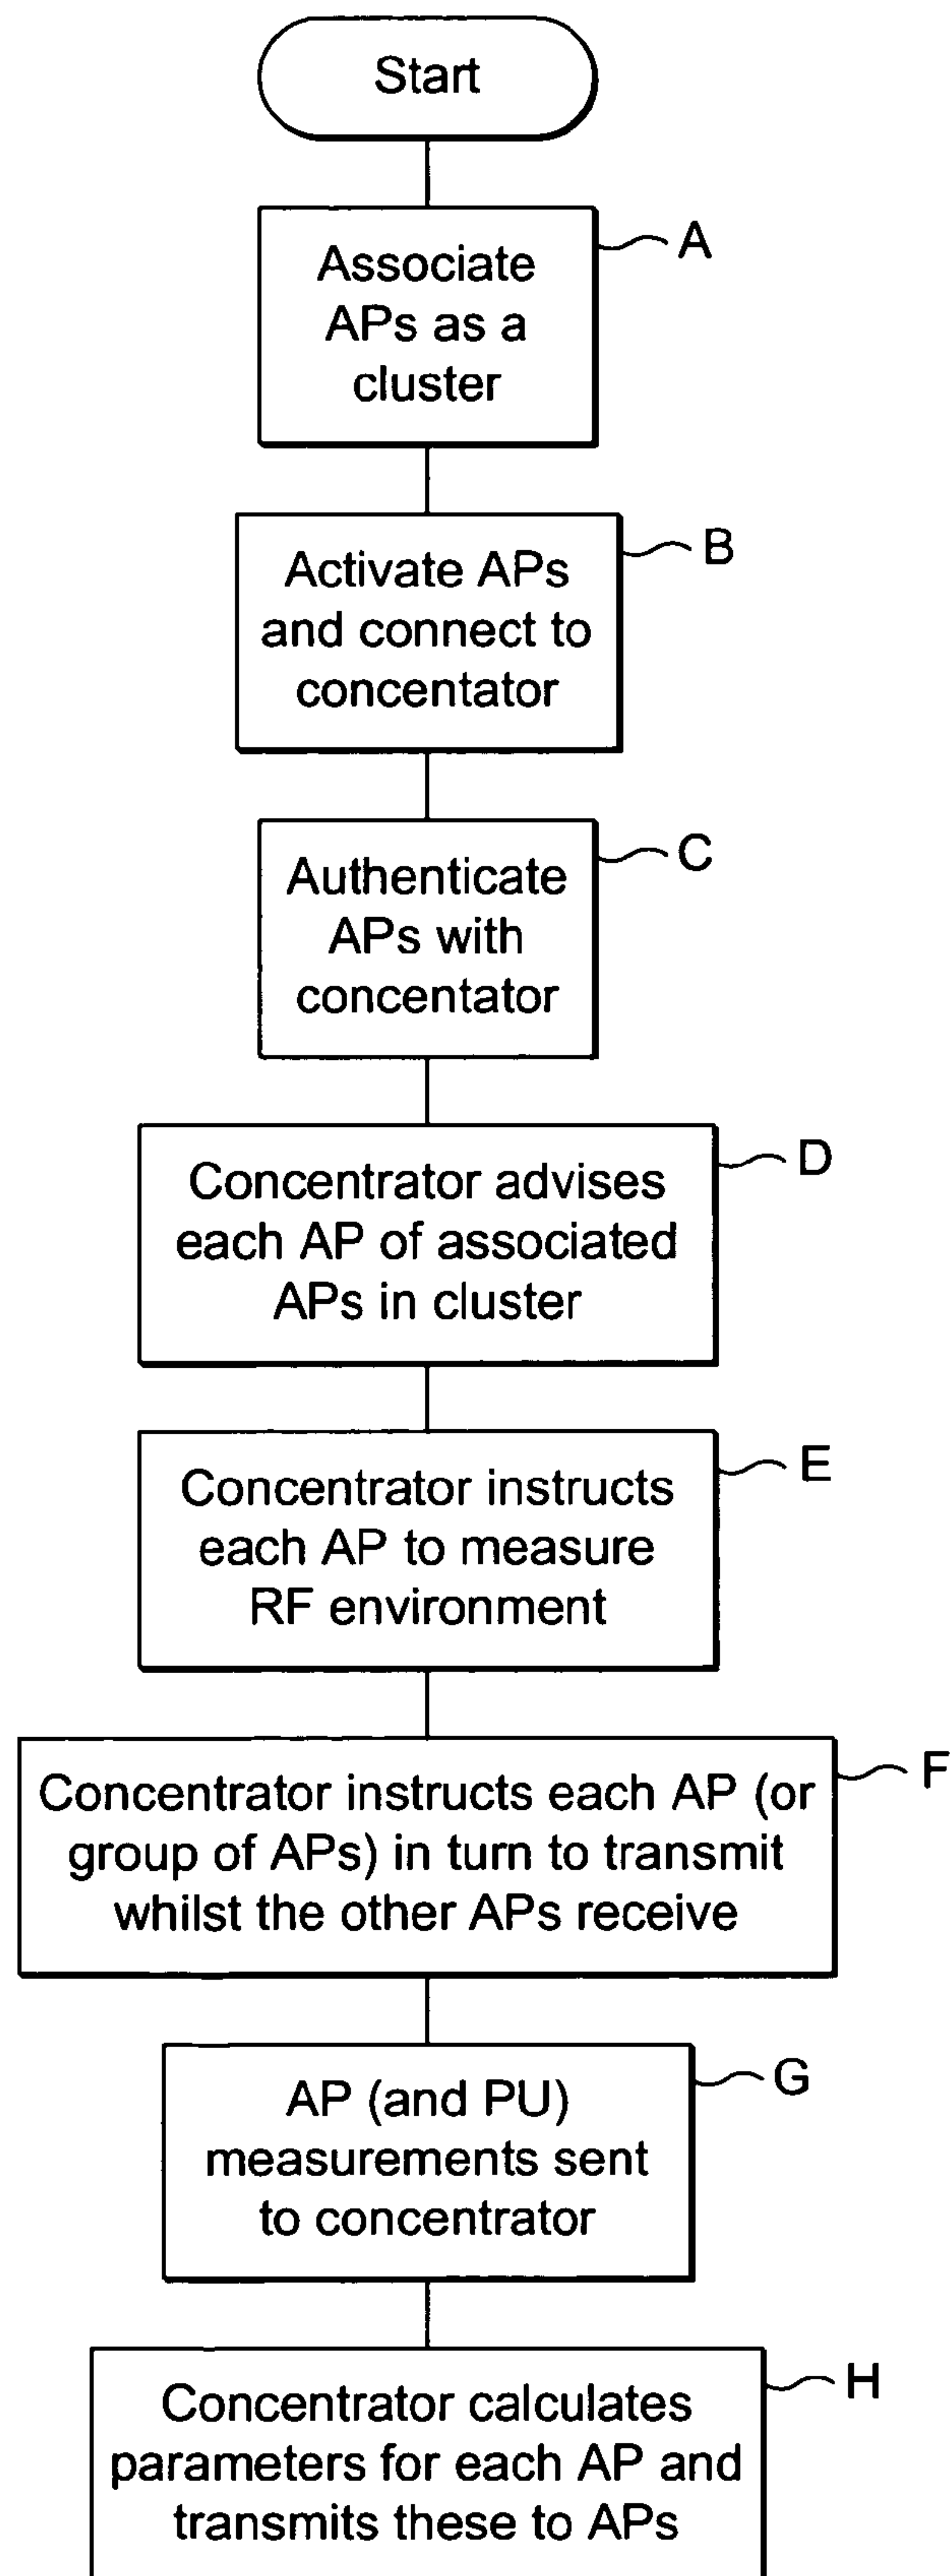 Start
A
Associate
APs as a
cluster
B
Activate APs
and connect to
concentator
C
Authenticate
APs with
concentator
D
Concentrator advises
each AP of associated
APs in cluster
E
Concentrator instructs
each AP to measure
RF environment
F
Concentrator instructs each AP (or
group of APs) in turn to transmit
whilst the other APs receive
G
AP (and PU)
measurements sent
to concentrator
H
Concentrator calculates
parameters for each AP and
transmits these to APs